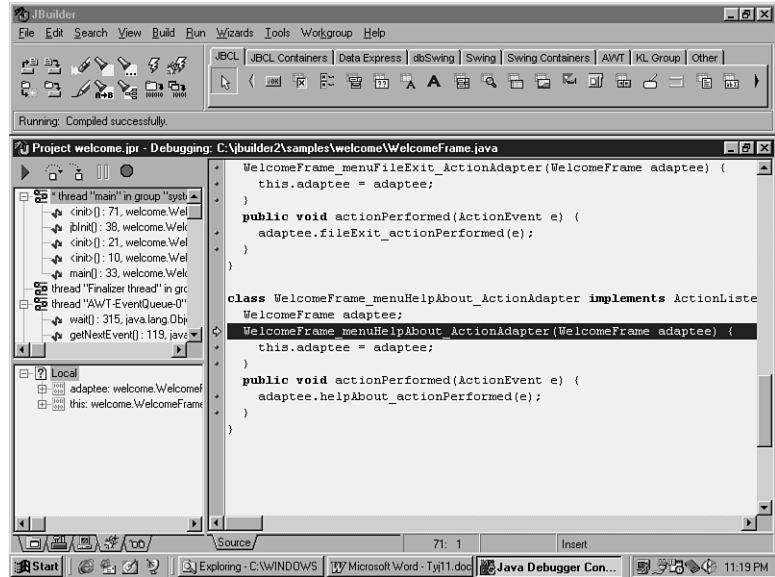 JBuilder
File Edit Search View Build Run Wizards Tools Workgroup Help
JBCL JBCL Containers Data Express dbSwing Swing Swing Containers AWT KL Group Other
Running: Compiled successfully.
Project welcome.jpr - Debugging: C:\jbuilder2\samples\welcome\WelcomeFrame.java
* thread "main" in group "syste
<init>() : 71, welcome.Wel
jbInit() : 38, welcome.Welc
<init>() : 21, welcome.Wel
<init>() : 10, welcome.Wel
main() : 33, welcome.Welc
thread "Finalizer thread" in gro
thread "AWT-EventQueue-0"
wait() : 315, java.lang.Obje
getNextEvent() : 119, java
Local
adaptee: welcome.WelcomeF
this: welcome.WelcomeFrame
WelcomeFrame_menuFileExit_ActionAdapter(WelcomeFrame adaptee) {
this.adaptee = adaptee;
}
public void actionPerformed(ActionEvent e) {
adaptee.fileExit_actionPerformed(e);
}
}
class WelcomeFrame_menuHelpAbout_ActionAdapter implements ActionListe
WelcomeFrame adaptee;
WelcomeFrame_menuHelpAbout_ActionAdapter(WelcomeFrame adaptee) {
this.adaptee = adaptee;
}
public void actionPerformed(ActionEvent e) {
adaptee.helpAbout_actionPerformed(e);
}
}
Source
71: 1
Insert
Start
Exploring - C:\WINDOWS
Microsoft Word - Tyj11.doc
Java Debugger Con...
11:19 PM